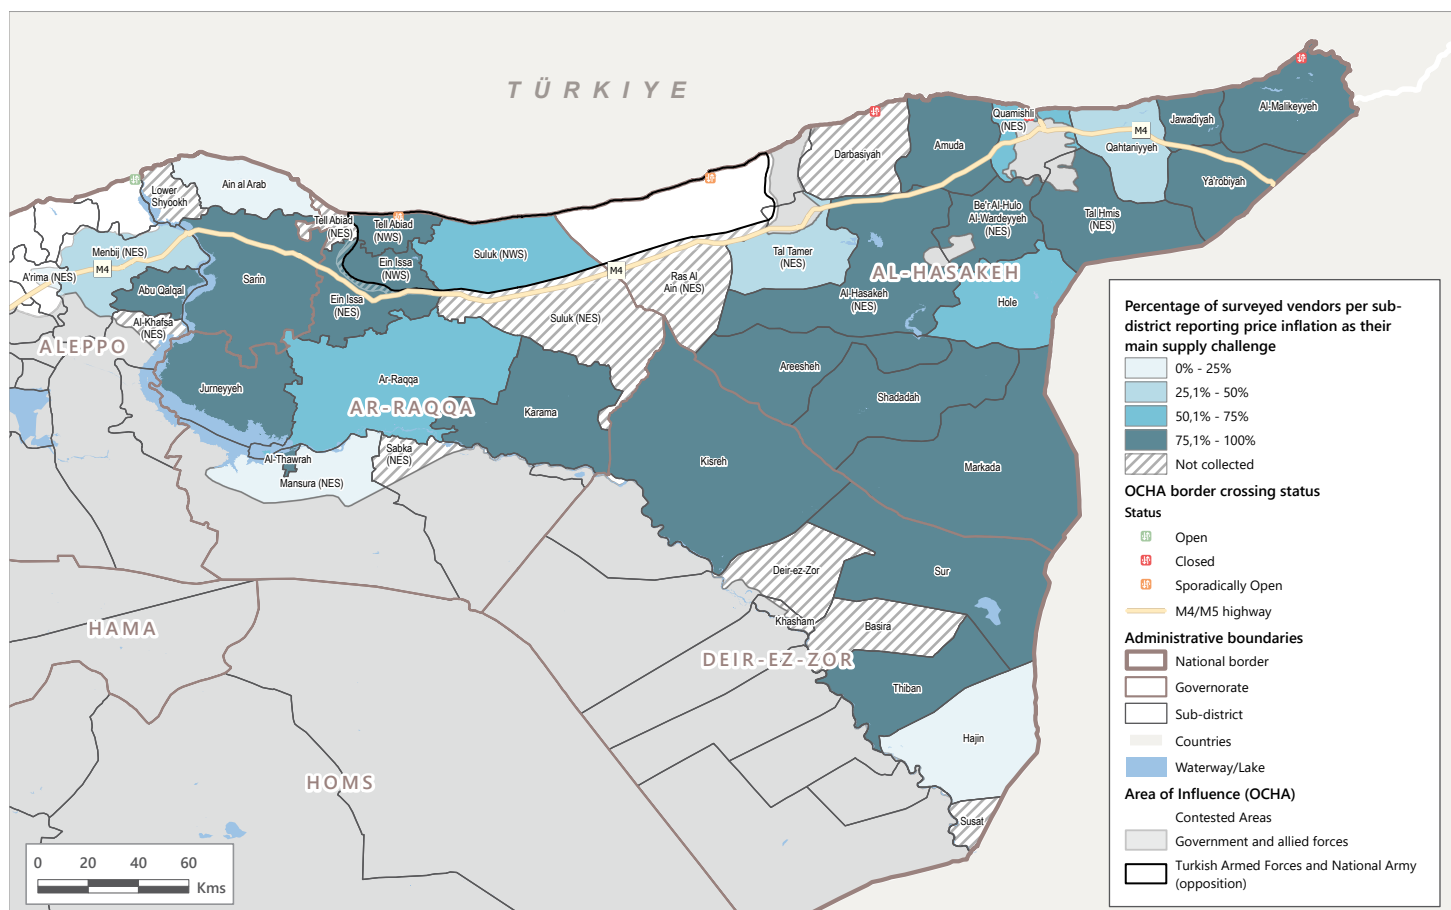 TÜRKIYE
Al-Malikeyyeh
Jawadiyah
Quamishli
(NES)
M4
Qahtaniyyeh
Amuda
Darbasiyah
Ya'robiyah
Lower
Shyookh
Ain al Arab
Tell Abiad
(NES)
Tell Abiad
(NWS)
Be'r Al-Hulo
Al-Wardeyyeh
(NES)
Tal Hmis
(NES)
Menbij (NES)
Suluk (NWS)
Tal Tamer
(NES)
Ein Issa
(NWS)
M4
A'rima (NES)
M4
AL-HASAKEH
Sarin
Abu Qalqal
Ras Al
Ain (NES)
Al-Hasakeh
(NES)
Hole
Ein Issa
(NES)
Al-Khafsa
(NES)
Suluk (NES)
ALEPPO
Areesheh
Jurneyyeh
Ar-Raqqa
Shadadah
AR-RAQQA
Karama
Sabka
(NES)
Al-Thawrah
Mansura (NES)
Kisreh
Markada
Deir-ez-Zor
Sur
Khasham
Basira
HAMA
DEIR-EZ-ZOR
Thiban
Hajin
HOMS
Susat
0 20 40 60
Kms
Percentage of surveyed vendors per sub-
district reporting price inflation as their
main supply challenge
0% - 25%
25,1% - 50%
50,1% - 75%
75,1% - 100%
Not collected
OCHA border crossing status
Status
Open
Closed
Sporadically Open
M4/M5 highway
Administrative boundaries
National border
Governorate
Sub-district
Countries
Waterway/Lake
Area of Influence (OCHA)
Contested Areas
Government and allied forces
Turkish Armed Forces and National Army
(opposition)